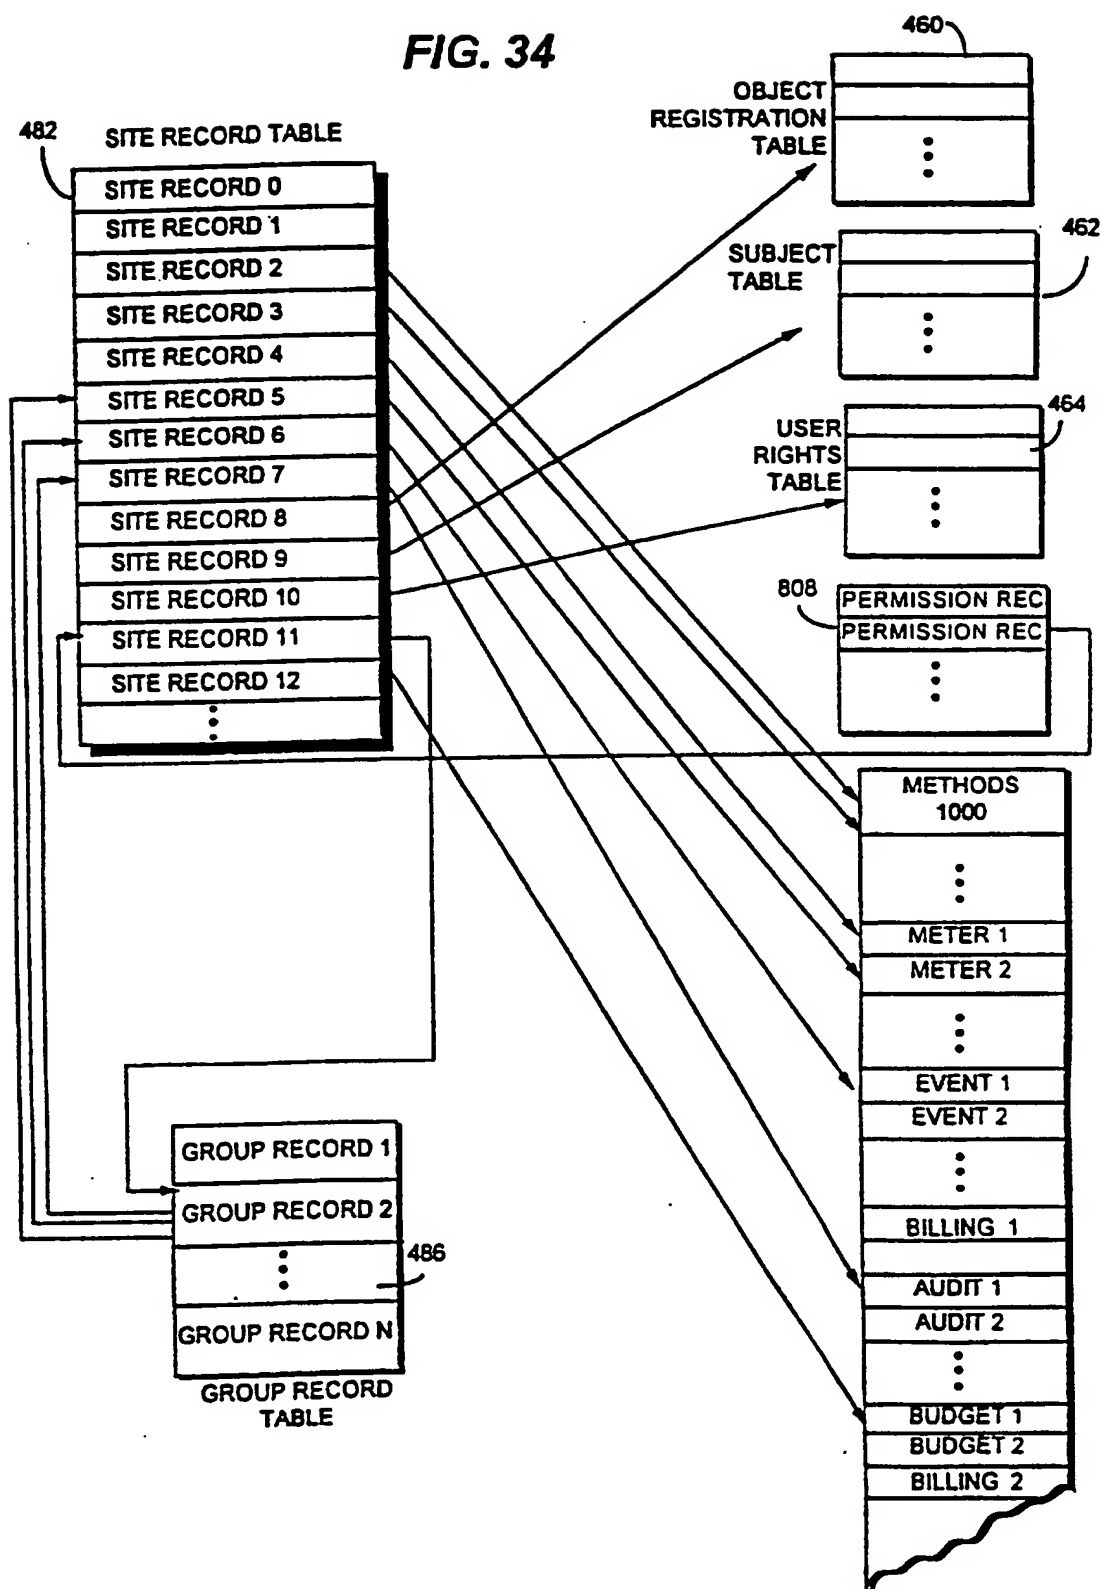 FIG. 34
460
OBJECT
REGISTRATION
TABLE
482
SITE RECORD TABLE
SITE RECORD 0
SITE RECORD 1
SITE RECORD 2
SITE RECORD 3
SITE RECORD 4
SITE RECORD 5
SITE RECORD 6
SITE RECORD 7
SITE RECORD 8
SITE RECORD 9
SITE RECORD 10
SITE RECORD 11
SITE RECORD 12
462
SUBJECT
TABLE
464
USER
RIGHTS
TABLE
808
PERMISSION REC
PERMISSION REC
METHODS
1000
METER 1
METER 2
EVENT 1
EVENT 2
BILLING 1
AUDIT 1
AUDIT 2
BUDGET 1
BUDGET 2
BILLING 2
GROUP RECORD 1
GROUP RECORD 2
486
GROUP RECORD N
GROUP RECORD
TABLE